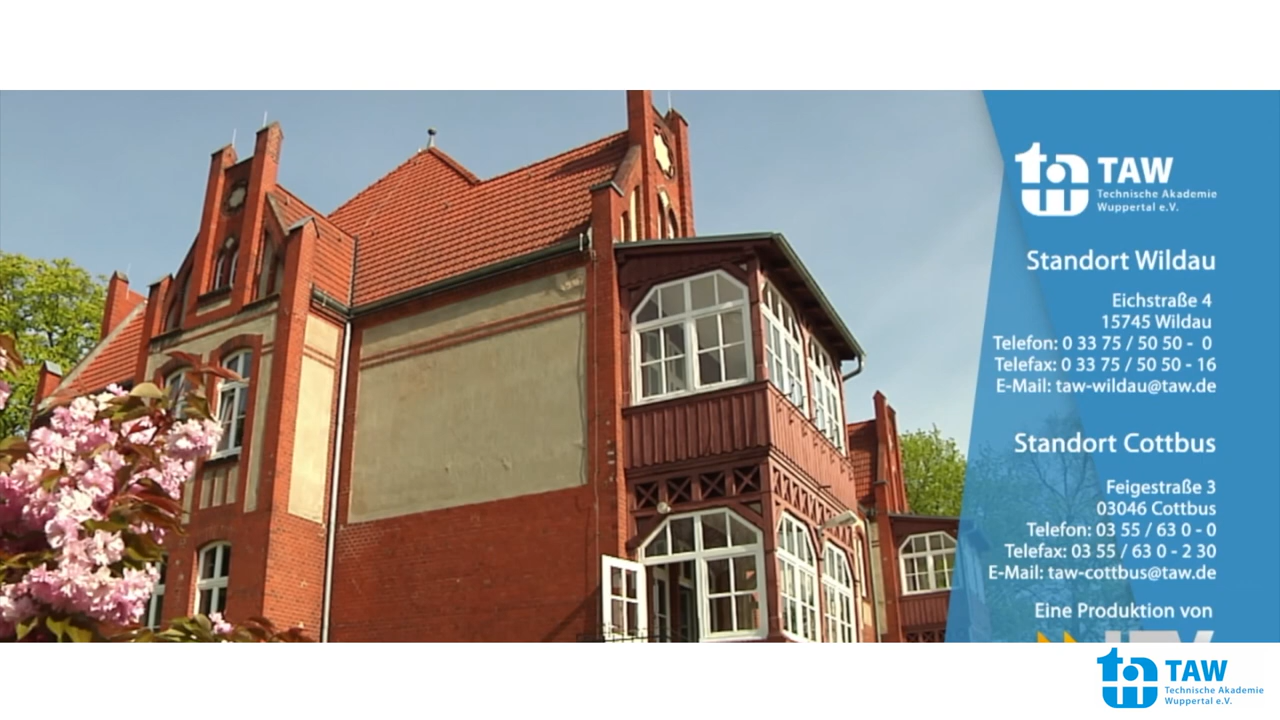 TAW
Technische Akademie
Wuppertal e.V.
Standort Wildau
Eichstraße 4
15745 Wildau
Telefon: 0 33 75 / 50 50 - 0
Telefax: 0 33 75 / 50 50 - 16
E-Mail: taw-wildau@taw.de
Standort Cottbus
Feigestraße 3
03046 Cottbus
Telefon: 03 55 / 63 0 - 0
Telefax: 03 55 / 63 0 - 2 30
E-Mail: taw-cottbus@taw.de
Eine Produktion von
TAW
Technische Akademie
Wuppertal e.V.